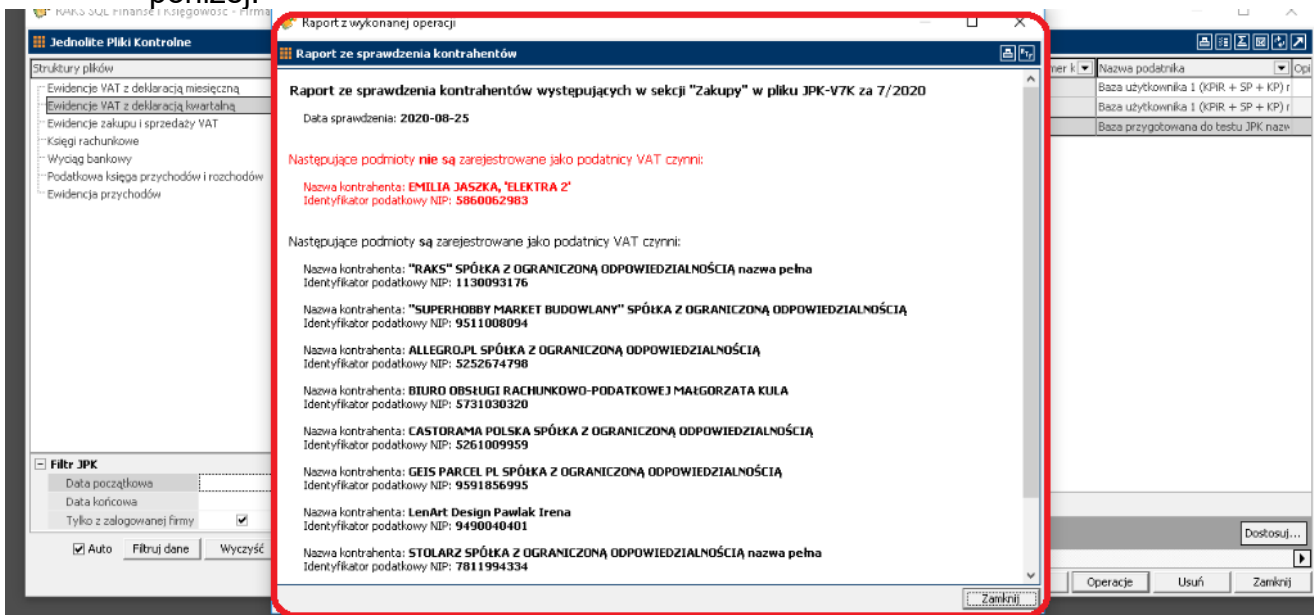 poniżej.
RAKS SQL Finanse i Księgowość - Firma
Jednolite Pliki Kontrolne
Struktury plików
Ewidencje VAT z deklaracją miesięczną
Ewidencje VAT z deklaracją kwartalną
Ewidencje zakupu i sprzedaży VAT
Księgi rachunkowe
Wyciąg bankowy
Podatkowa księga przychodów i rozchodów
Ewidencja przychodów
Filtr JPK
Data początkowa
Data końcowa
Tylko z zalogowanej firmy
Auto Filtruj dane Wyczyść
Raport z wykonanej operacji
Raport ze sprawdzenia kontrahentów
Raport ze sprawdzenia kontrahentów występujących w sekcji "Zakupy" w pliku JPK-V7K za 7/2020
Data sprawdzenia: 2020-08-25
Następujące podmioty nie są zarejestrowane jako podatnicy VAT czynni:
Nazwa kontrahenta: EMILIA JASZKA, 'ELEKTRA 2'
Identyfikator podatkowy NIP: 5860062983
Następujące podmioty są zarejestrowane jako podatnicy VAT czynni:
Nazwa kontrahenta: "RAKS" SPÓŁKA Z OGRANICZONĄ ODPOWIEDZIALNOŚCIĄ nazwa pełna
Identyfikator podatkowy NIP: 1130093176
Nazwa kontrahenta: "SUPERHOBBY MARKET BUDOWLANY" SPÓŁKA Z OGRANICZONĄ ODPOWIEDZIALNOŚCIĄ
Identyfikator podatkowy NIP: 9511008094
Nazwa kontrahenta: ALLEGRO.PL SPÓŁKA Z OGRANICZONĄ ODPOWIEDZIALNOŚCIĄ
Identyfikator podatkowy NIP: 5252674798
Nazwa kontrahenta: BIURO OBSŁUGI RACHUNKOWO-PODATKOWEJ MAŁGORZATA KULA
Identyfikator podatkowy NIP: 5731030320
Nazwa kontrahenta: CASTORAMA POLSKA SPÓŁKA Z OGRANICZONĄ ODPOWIEDZIALNOŚCIĄ
Identyfikator podatkowy NIP: 5261009959
Nazwa kontrahenta: GEIS PARCEL PL SPÓŁKA Z OGRANICZONĄ ODPOWIEDZIALNOŚCIĄ
Identyfikator podatkowy NIP: 9591856995
Nazwa kontrahenta: LenArt Design Pawlak Irena
Identyfikator podatkowy NIP: 9490040401
Nazwa kontrahenta: STOLARZ SPÓŁKA Z OGRANICZONĄ ODPOWIEDZIALNOŚCIĄ nazwa pełna
Identyfikator podatkowy NIP: 7811994334
Zamknij
mer k Nazwa podatnika Opi
Baza użytkownika 1 (KPiR + SP + KP) r
Baza użytkownika 1 (KPiR + SP + KP) r
Baza przygotowana do testu JPK nazw
Dostosuj...
Operacje Usuń Zamknij